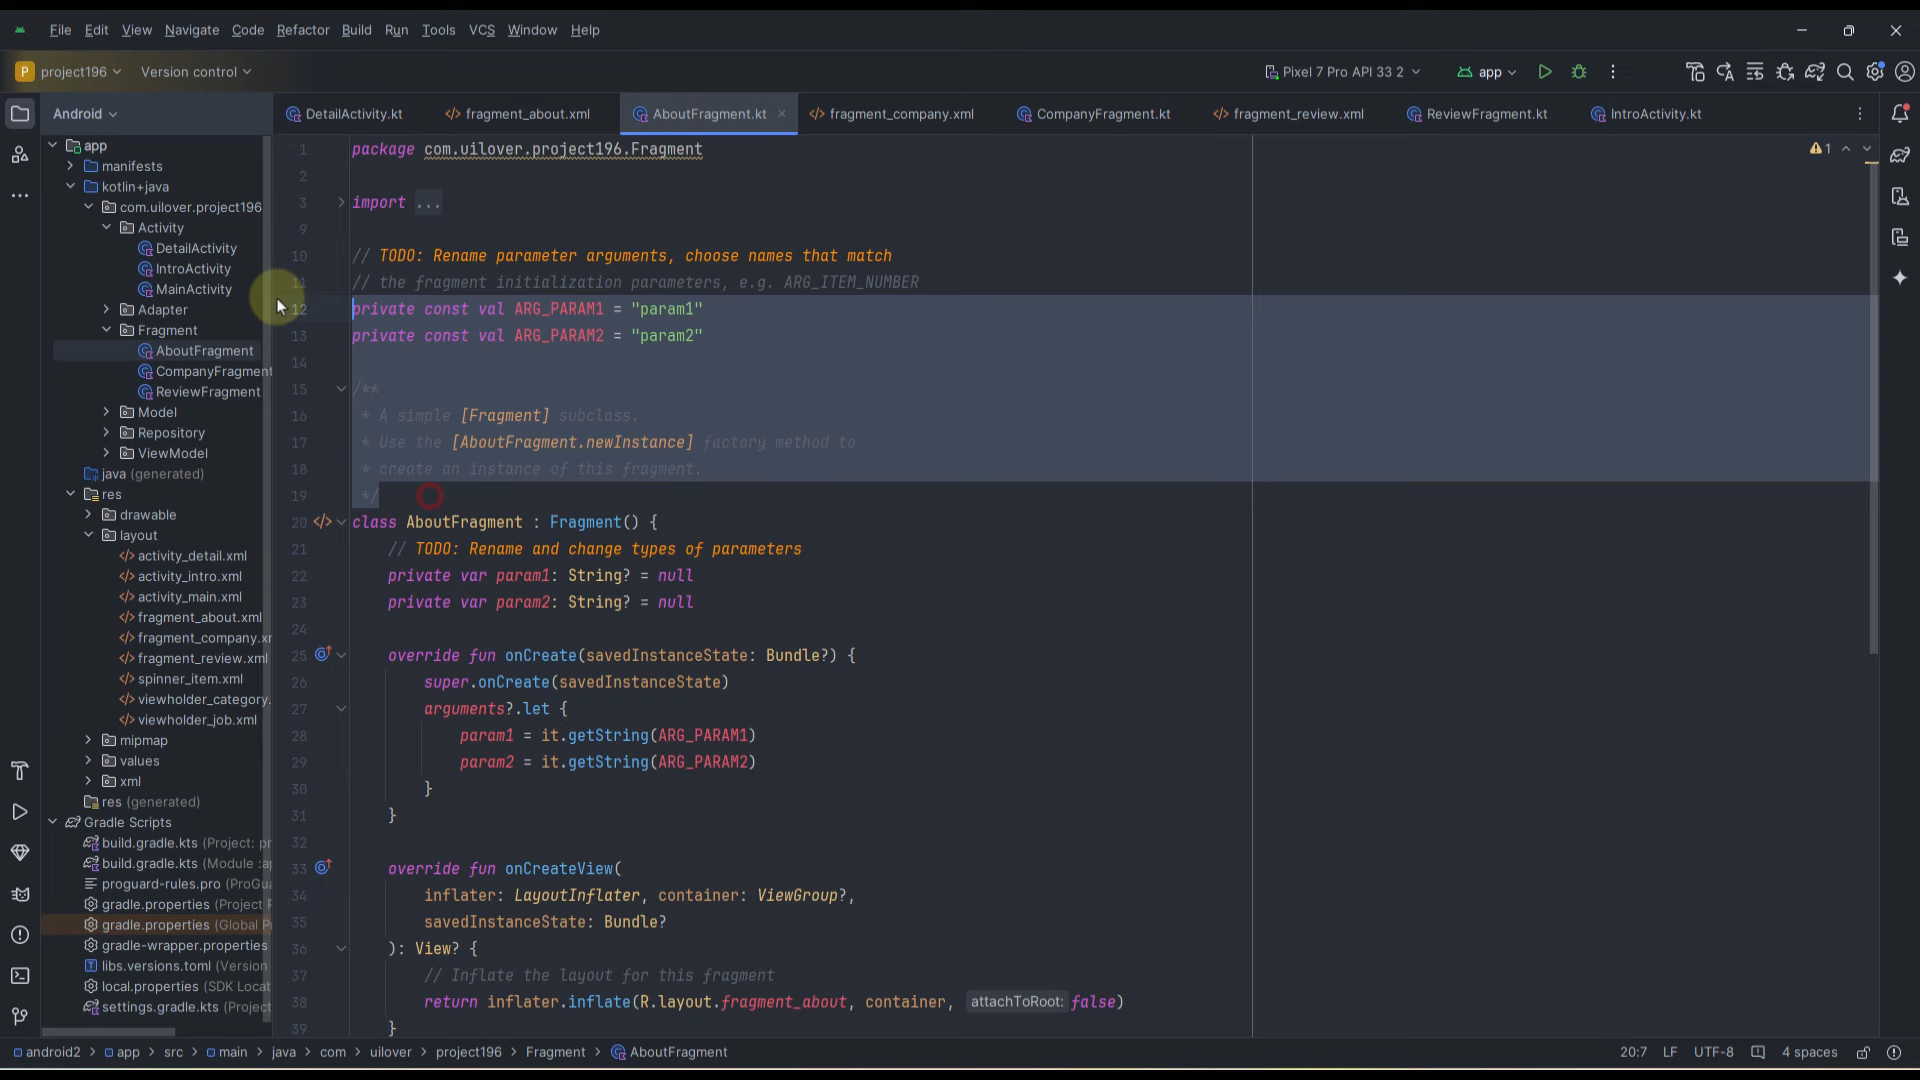 File Edit View Navigate Code Refactor Build Run Tools VCS Window Help
P project196 Version control Pixel 7 Pro API 33 2 app
Android
DetailActivity.kt fragment_about.xml AboutFragment.kt fragment_company.xml CompanyFragment.kt fragment_review.xml ReviewFragment.kt IntroActivity.kt
app
manifests
kotlin+java
com.uilover.project196
Activity
DetailActivity
IntroActivity
MainActivity
Adapter
Fragment
AboutFragment
CompanyFragment
ReviewFragment
Model
Repository
ViewModel
java (generated)
res
drawable
layout
activity_detail.xml
activity_intro.xml
activity_main.xml
fragment_about.xml
fragment_company.xr
fragment_review.xml
spinner_item.xml
viewholder_category.
viewholder_job.xml
mipmap
values
xml
res (generated)
Gradle Scripts
build.gradle.kts (Project: pr
build.gradle.kts (Module :ap
proguard-rules.pro (ProGua
gradle.properties (Project P
gradle.properties (Global Pr
gradle-wrapper.properties
libs.versions.toml (Version
local.properties (SDK Locat
settings.gradle.kts (Project
1 package com.uilover.project196.Fragment
2
3 import ...
9
10 // TODO: Rename parameter arguments, choose names that match
11 // the fragment initialization parameters, e.g. ARG_ITEM_NUMBER
12 private const val ARG_PARAM1 = "param1"
13 private const val ARG_PARAM2 = "param2"
14
15 /**
16 * A simple [Fragment] subclass.
17 * Use the [AboutFragment.newInstance] factory method to
18 * create an instance of this fragment.
19 */
20 class AboutFragment : Fragment() {
21 // TODO: Rename and change types of parameters
22 private var param1: String? = null
23 private var param2: String? = null
24
25 override fun onCreate(savedInstanceState: Bundle?) {
26 super.onCreate(savedInstanceState)
27 arguments?.let {
28 param1 = it.getString(ARG_PARAM1)
29 param2 = it.getString(ARG_PARAM2)
30 }
31 }
32
33 override fun onCreateView(
34 inflater: LayoutInflater, container: ViewGroup?,
35 savedInstanceState: Bundle?
36 ): View? {
37 // Inflate the layout for this fragment
38 return inflater.inflate(R.layout.fragment_about, container, attachToRoot: false)
39 }
1
android2 > app > src > main > java > com > uilover > project196 > Fragment > AboutFragment
20:7 LF UTF-8 4 spaces